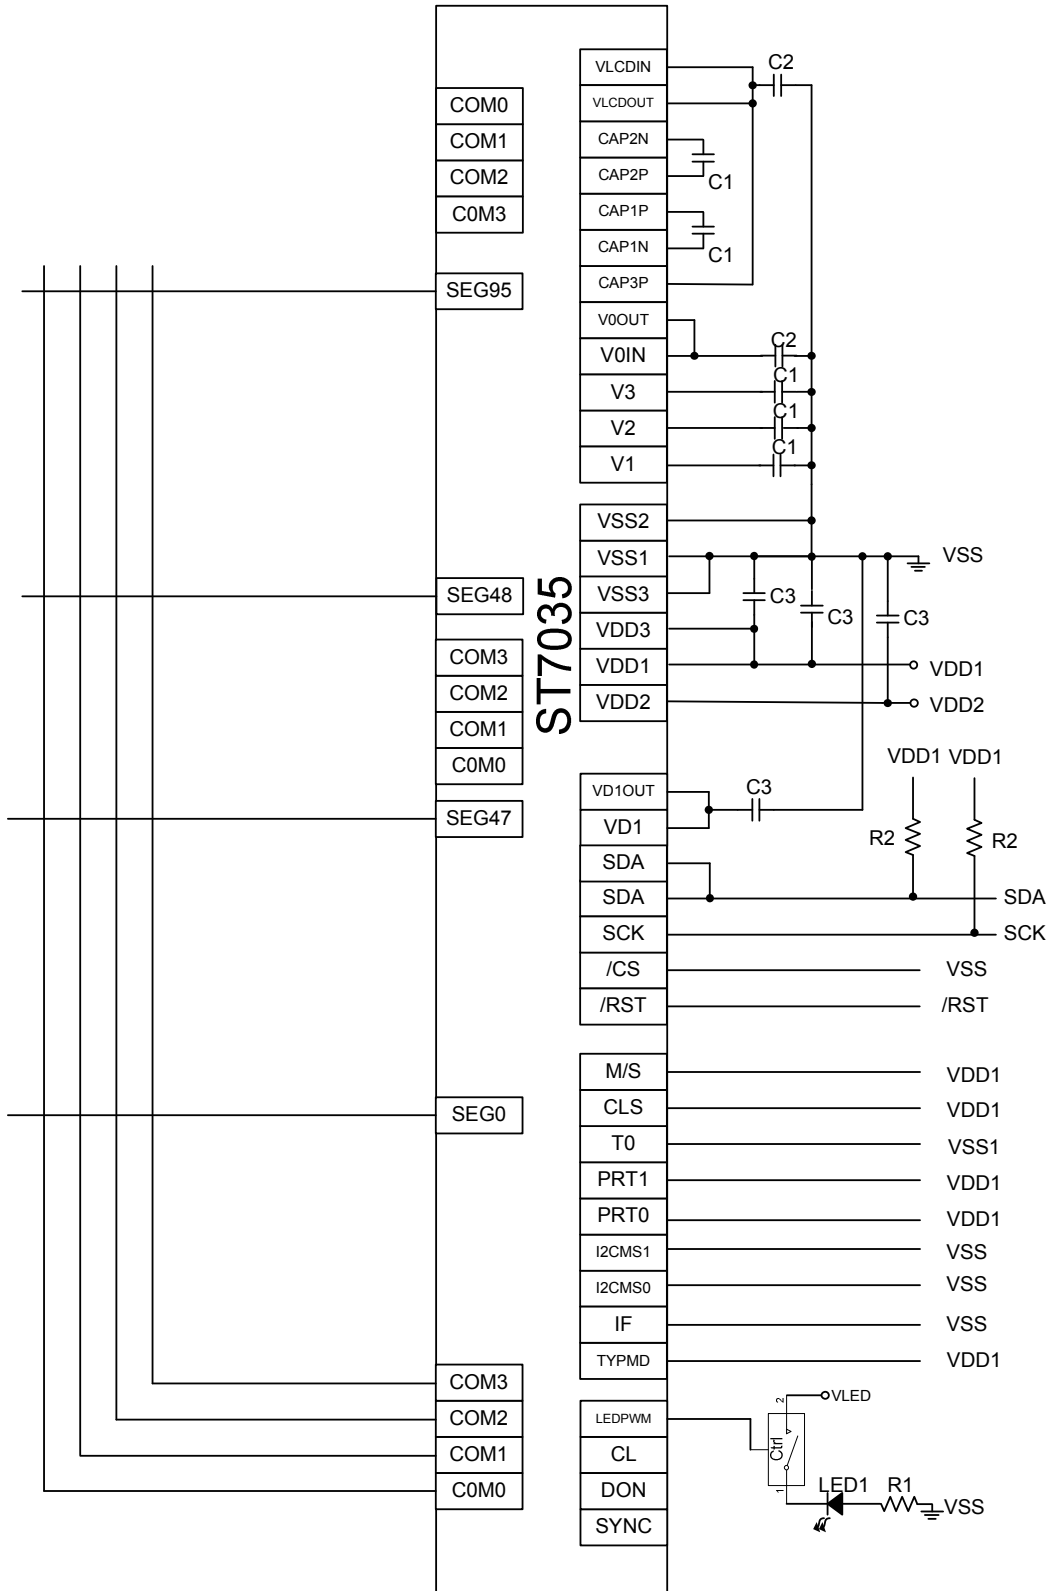 COM0
COM1
COM2
C0M3
SEG95
SEG48
COM3
COM2
COM1
C0M0
SEG47
SEG0
COM3
COM2
COM1
C0M0
ST7035
VLCDIN
VLCDOUT
CAP2N
CAP2P
CAP1P
CAP1N
CAP3P
V0OUT
V0IN
V3
V2
V1
VSS2
VSS1
VSS3
VDD3
VDD1
VDD2
VD1OUT
VD1
SDA
SDA
SCK
/CS
/RST
M/S
CLS
T0
PRT1
PRT0
I2CMS1
I2CMS0
IF
TYPMD
LEDPWM
CL
DON
SYNC
C2
C1
C1
C2
C1
C1
C1
VSS
C3
C3
C3
VDD1
VDD2
VDD1 VDD1
C3
R2
R2
SDA
SCK
VSS
/RST
VDD1
VDD1
VSS1
VDD1
VDD1
VSS
VSS
VSS
VDD1
2
VLED
Ctrl
1
LED1
R1
VSS